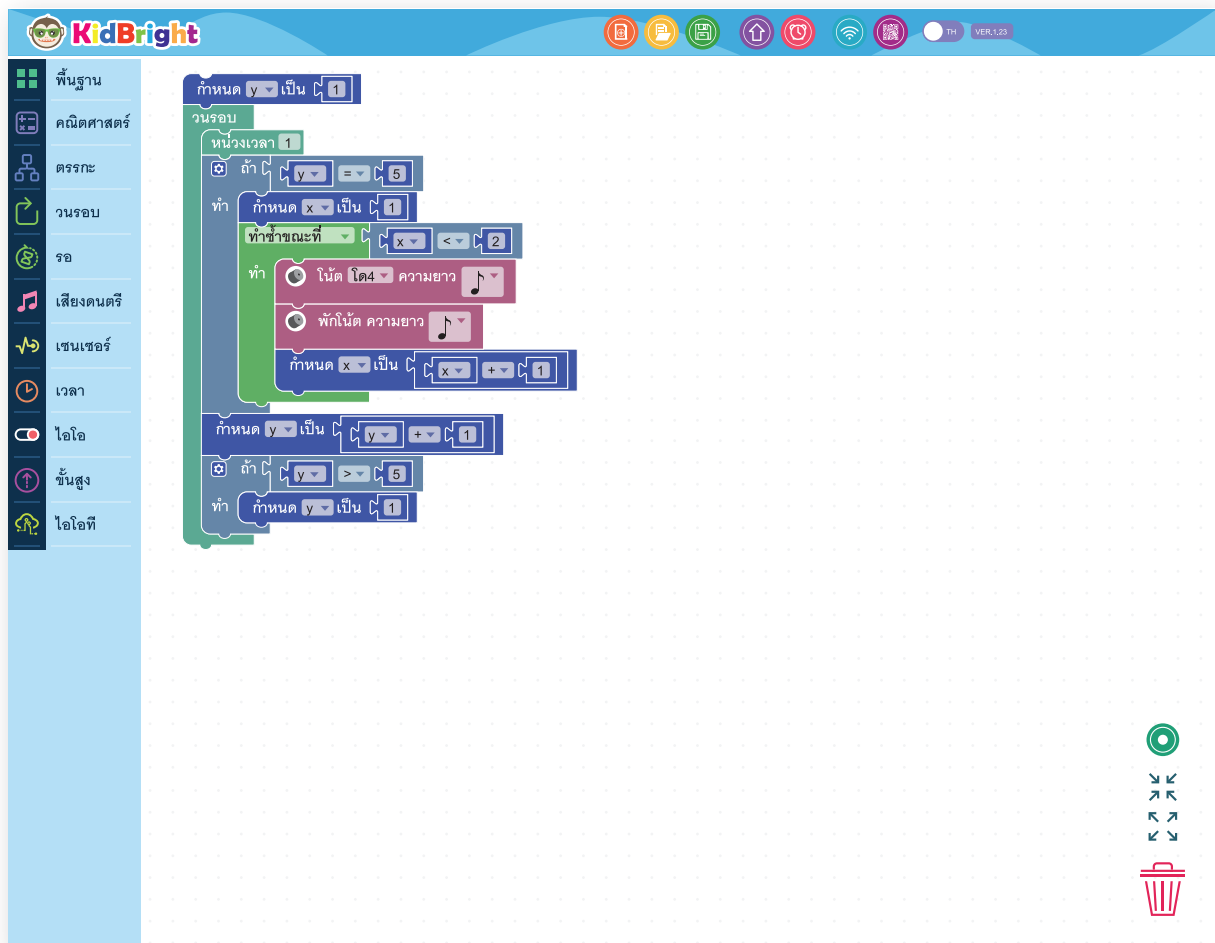 KidBright
TH
VER.1,23
พื้นฐาน
คณิตศาสตร์
ตรรกะ
วนรอบ
รอ
เสียงดนตรี
เซนเซอร์
เวลา
ไอโอ
ขั้นสูง
ไอโอที
กำหนด y เป็น 1
วนรอบ
หน่วงเวลา 1
ถ้า y = 5
ทำ กำหนด x เป็น 1
ทำซ้ำขณะที่ x < 2
ทำ โน้ต โด4 ความยาว ♪
พักโน้ต ความยาว ♪
กำหนด x เป็น x + 1
กำหนด y เป็น y + 1
ถ้า y > 5
ทำ กำหนด y เป็น 1